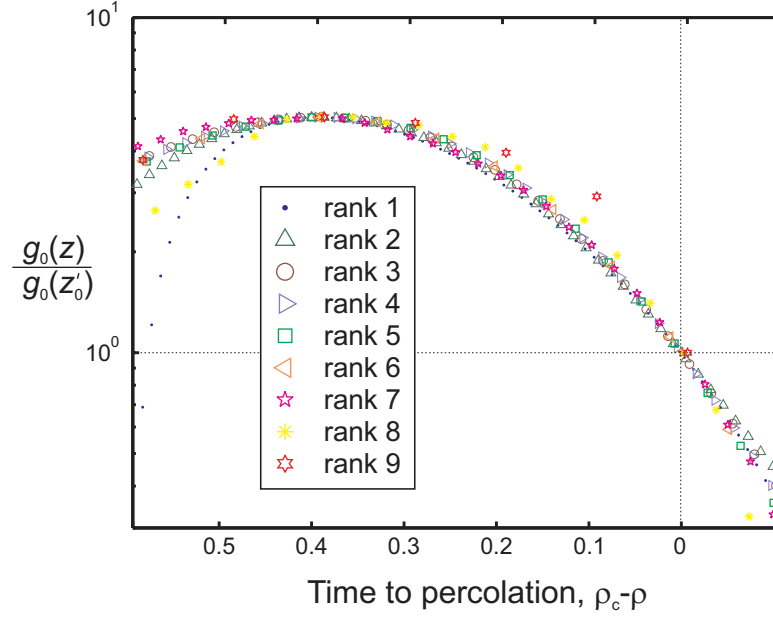 10¹
10⁰
g₀(z)
g₀(z₀′)
rank 1
rank 2
rank 3
rank 4
rank 5
rank 6
rank 7
rank 8
rank 9
0.5 0.4 0.3 0.2 0.1 0
Time to percolation, ρc-ρ